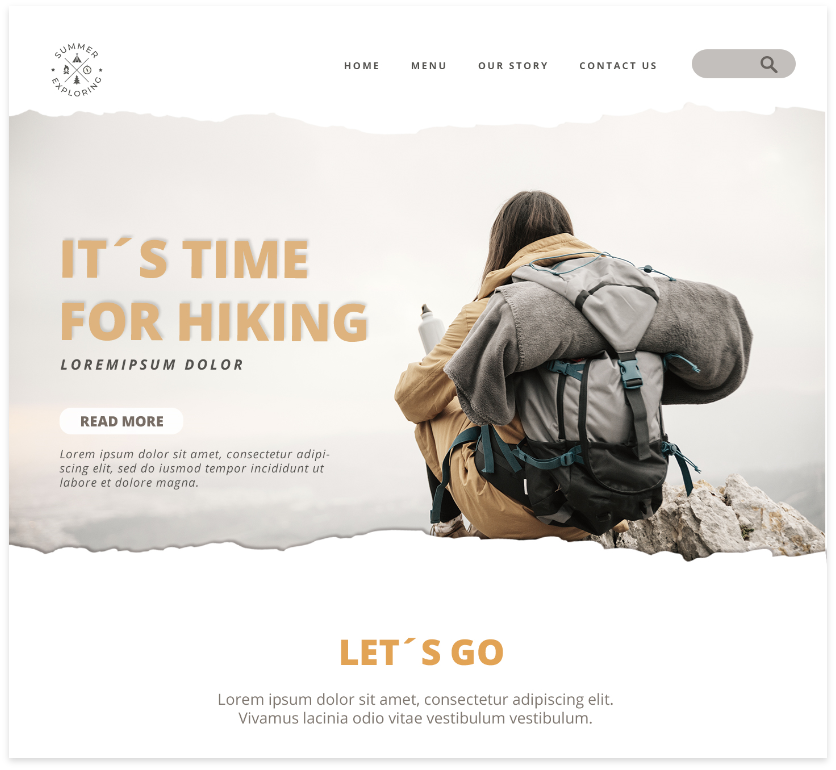 SUMMER
EXPLORING
HOME MENU OUR STORY CONTACT US
IT´S TIME
FOR HIKING
LOREMIPSUM DOLOR
READ MORE
Lorem ipsum dolor sit amet, consectetur adipi-
scing elit, sed do iusmod tempor incididunt ut
labore et dolore magna.
LET´S GO
Lorem ipsum dolor sit amet, consectetur adipiscing elit.
Vivamus lacinia odio vitae vestibulum vestibulum.